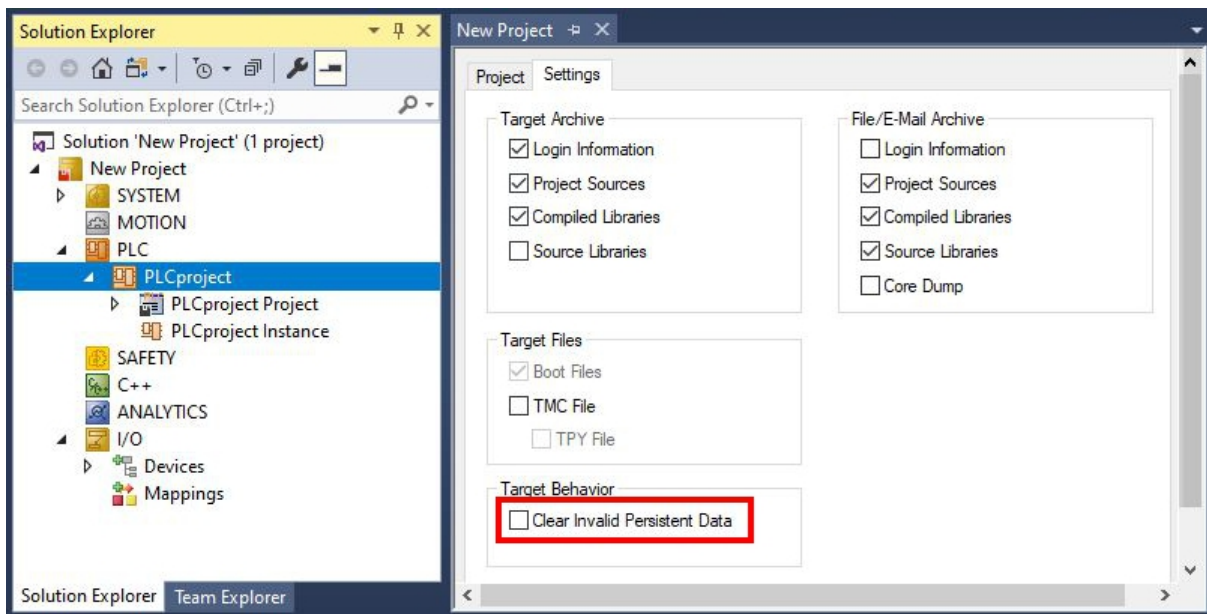 Solution Explorer
Search Solution Explorer (Ctrl+;)
Solution 'New Project' (1 project)
New Project
SYSTEM
MOTION
PLC
PLCproject
PLCproject Project
PLCproject Instance
SAFETY
C++
ANALYTICS
I/O
Devices
Mappings
Solution Explorer Team Explorer
New Project
Project Settings
Target Archive
Login Information
Project Sources
Compiled Libraries
Source Libraries
File/E-Mail Archive
Login Information
Project Sources
Compiled Libraries
Source Libraries
Core Dump
Target Files
Boot Files
TMC File
TPY File
Target Behavior
Clear Invalid Persistent Data